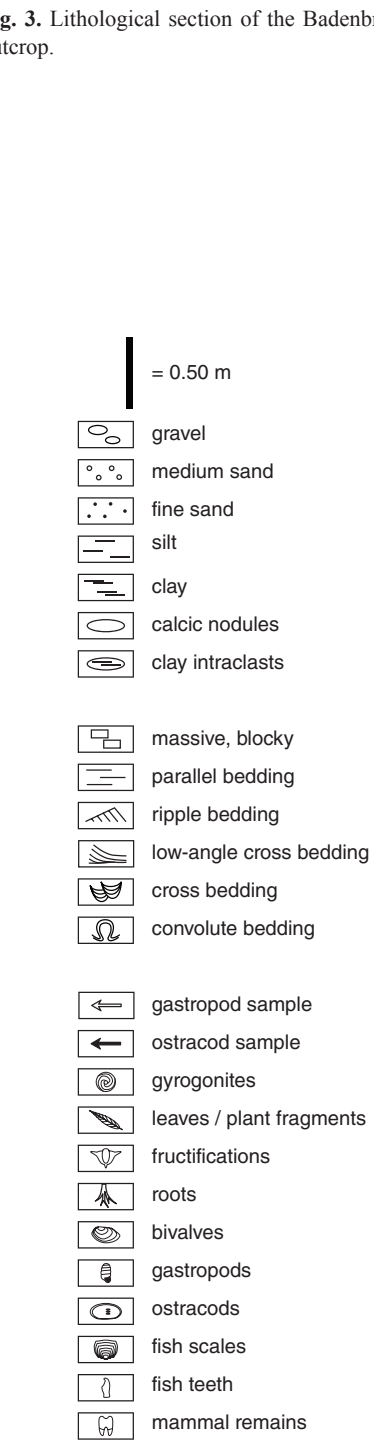 g. 3. Lithological section of the Badenbr
tcrop.
= 0.50 m
gravel
medium sand
fine sand
silt
clay
calcic nodules
clay intraclasts
massive, blocky
parallel bedding
ripple bedding
low-angle cross bedding
cross bedding
convolute bedding
gastropod sample
ostracod sample
gyrogonites
leaves / plant fragments
fructifications
roots
bivalves
gastropods
ostracods
fish scales
fish teeth
mammal remains